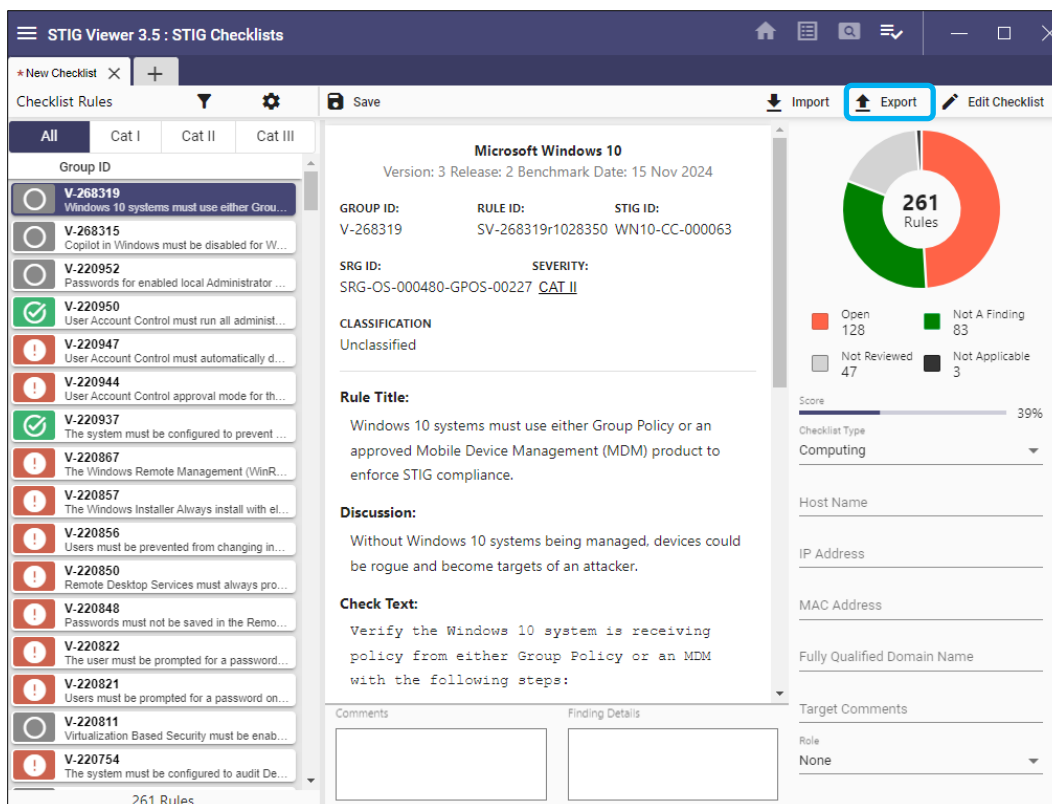 STIG Viewer 3.5 : STIG Checklists
*New Checklist
Checklist Rules
Save
Import
Export
Edit Checklist
All
Cat I
Cat II
Cat III
Group ID
V-268319
Windows 10 systems must use either Grou...
V-268315
Copilot in Windows must be disabled for W...
V-220952
Passwords for enabled local Administrator ...
V-220950
User Account Control must run all administ...
V-220947
User Account Control must automatically d...
V-220944
User Account Control approval mode for th...
V-220937
The system must be configured to prevent ...
V-220867
The Windows Remote Management (WinR...
V-220857
The Windows Installer Always install with el...
V-220856
Users must be prevented from changing in...
V-220850
Remote Desktop Services must always pro...
V-220848
Passwords must not be saved in the Remo...
V-220822
The user must be prompted for a password...
V-220821
Users must be prompted for a password on...
V-220811
Virtualization Based Security must be enab...
V-220754
The system must be configured to audit De...
261 Rules
Microsoft Windows 10
Version: 3 Release: 2 Benchmark Date: 15 Nov 2024
GROUP ID:
V-268319
RULE ID:
SV-268319r1028350
STIG ID:
WN10-CC-000063
SRG ID:
SRG-OS-000480-GPOS-00227
SEVERITY:
CAT II
CLASSIFICATION
Unclassified
Rule Title:
Windows 10 systems must use either Group Policy or an
approved Mobile Device Management (MDM) product to
enforce STIG compliance.
Discussion:
Without Windows 10 systems being managed, devices could
be rogue and become targets of an attacker.
Check Text:
Verify the Windows 10 system is receiving
policy from either Group Policy or an MDM
with the following steps:
Comments
Finding Details
261
Rules
Open
128
Not A Finding
83
Not Reviewed
47
Not Applicable
3
Score
39%
Checklist Type
Computing
Host Name
IP Address
MAC Address
Fully Qualified Domain Name
Target Comments
Role
None